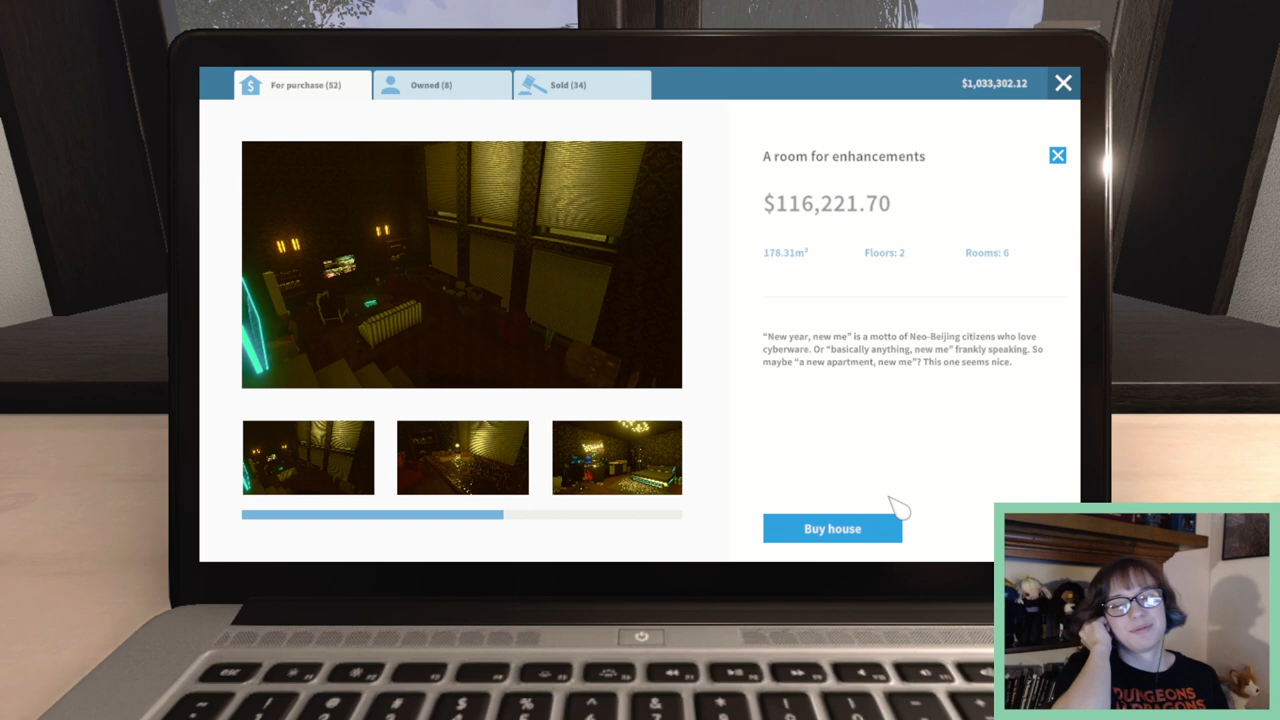 For purchase (52)
Owned (8)
Sold (34)
$1,033,302.12
A room for enhancements
$116,221.70
178.31m²
Floors: 2
Rooms: 6
"New year, new me" is a motto of Neo-Beijing citizens who love
cyberware. Or "basically anything, new me" frankly speaking. So
maybe "a new apartment, new me"? This one seems nice.
Buy house
esc
! @ # $ % ^ & * ( )
DUNGEONS
DRAGONS